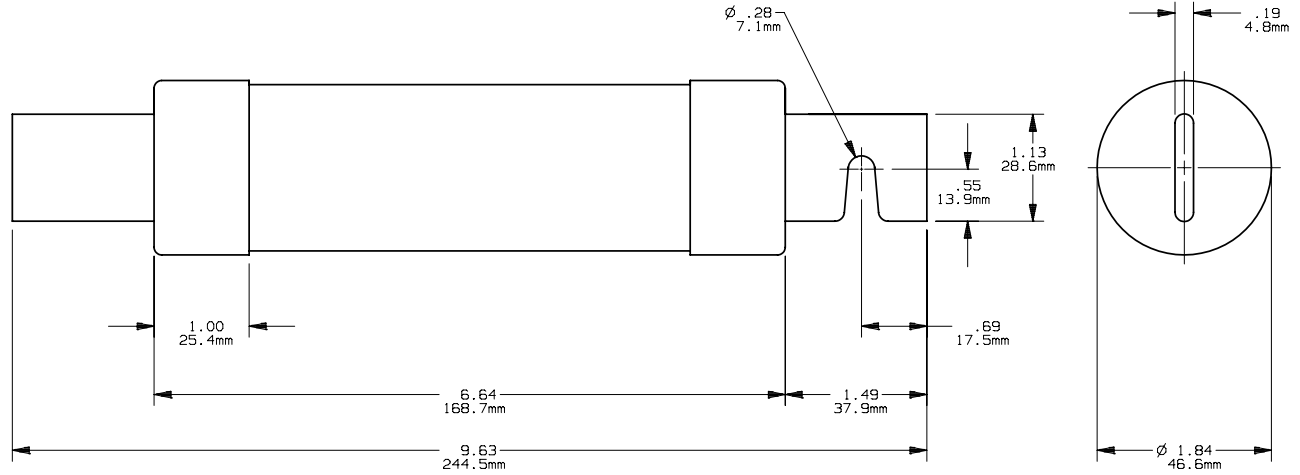 Ø .28
7.1mm
.19
4.8mm
1.13
28.6mm
.55
13.9mm
1.00
25.4mm
.69
17.5mm
6.64
168.7mm
1.49
37.9mm
9.63
244.5mm
Ø 1.84
46.6mm